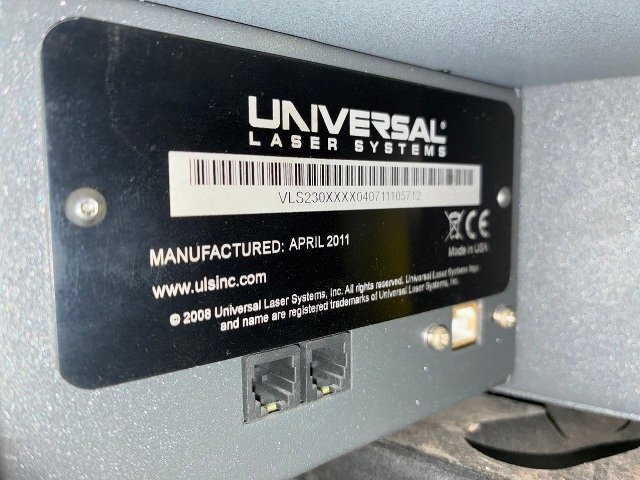 UNIVERSAL®
LASER SYSTEMS
VLS230XXXX040711105712
CE
Made in USA
MANUFACTURED: APRIL 2011
www.ulsinc.com
© 2008 Universal Laser Systems, Inc. All rights reserved. Universal Laser Systems logo
and name are registered trademarks of Universal Laser Systems, Inc.